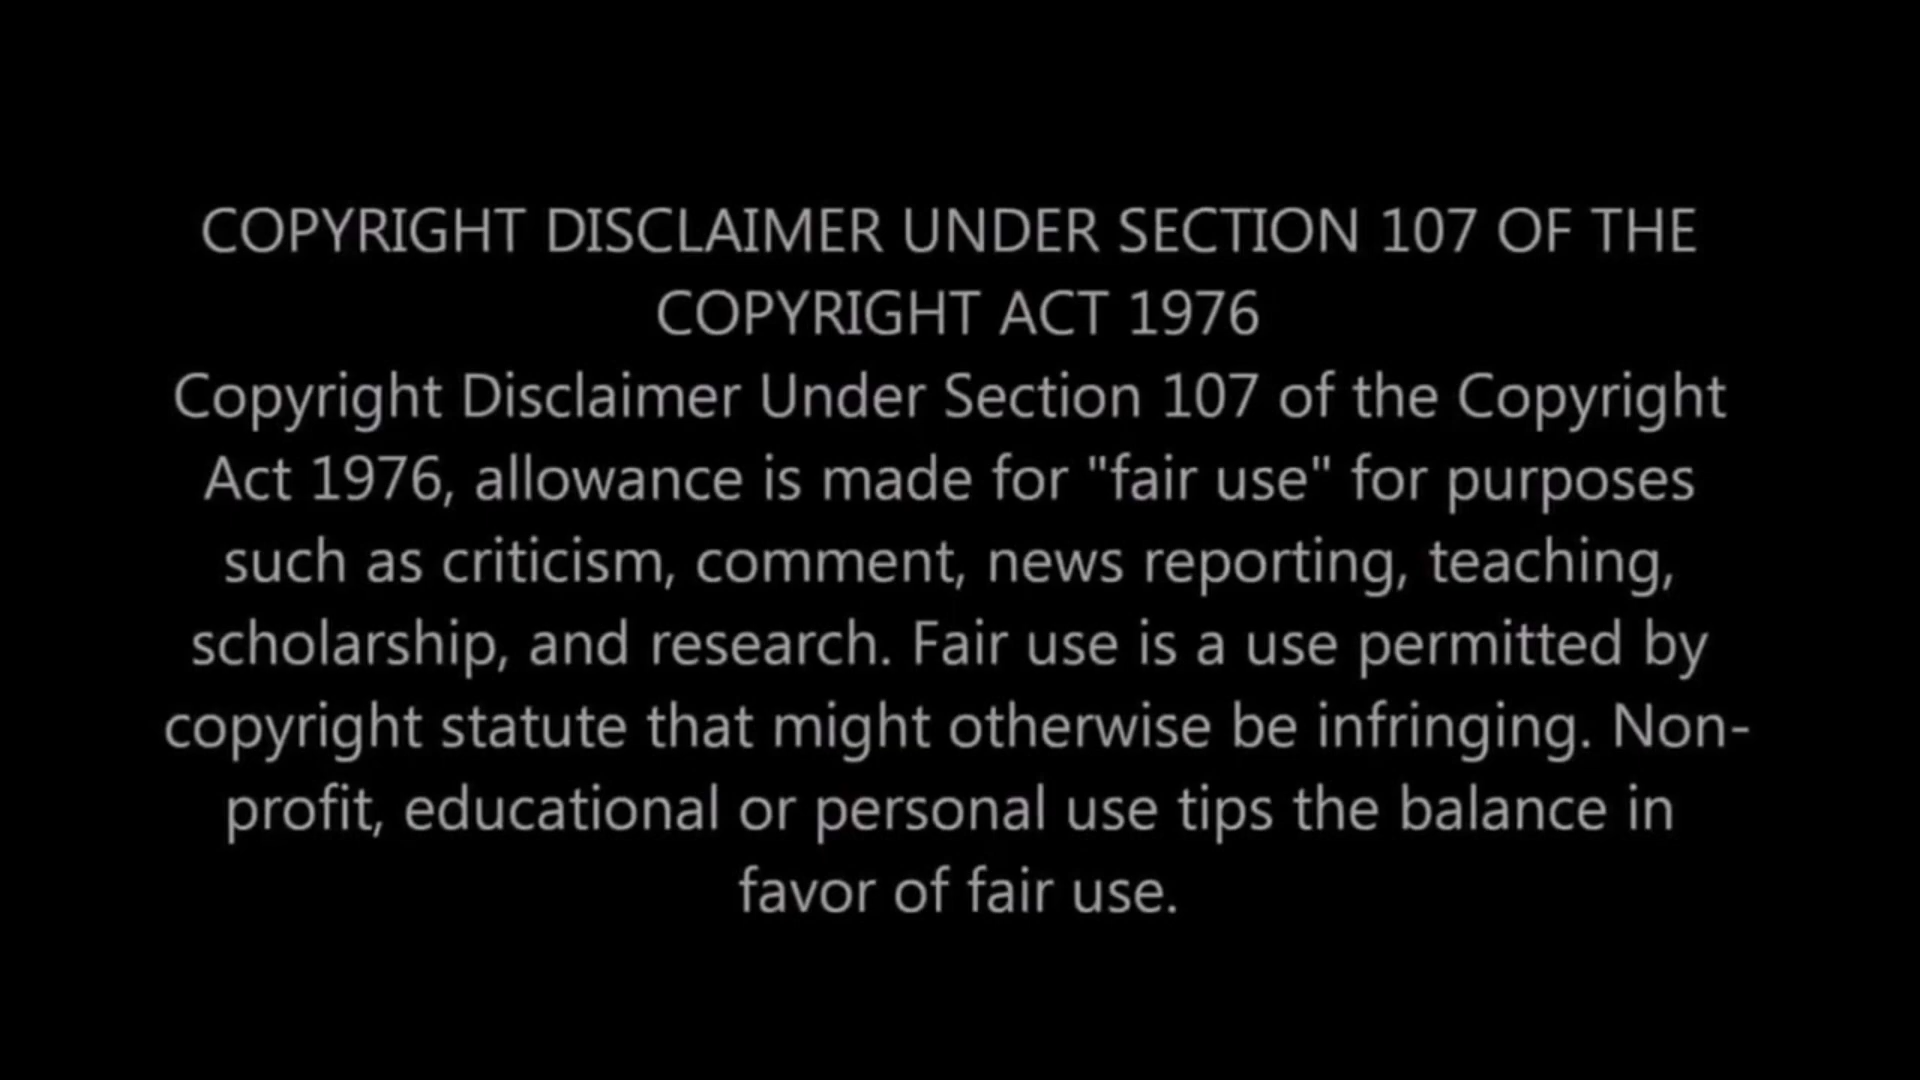 COPYRIGHT DISCLAIMER UNDER SECTION 107 OF THE
COPYRIGHT ACT 1976
Copyright Disclaimer Under Section 107 of the Copyright
Act 1976, allowance is made for "fair use" for purposes
such as criticism, comment, news reporting, teaching,
scholarship, and research. Fair use is a use permitted by
copyright statute that might otherwise be infringing. Non-
profit, educational or personal use tips the balance in
favor of fair use.